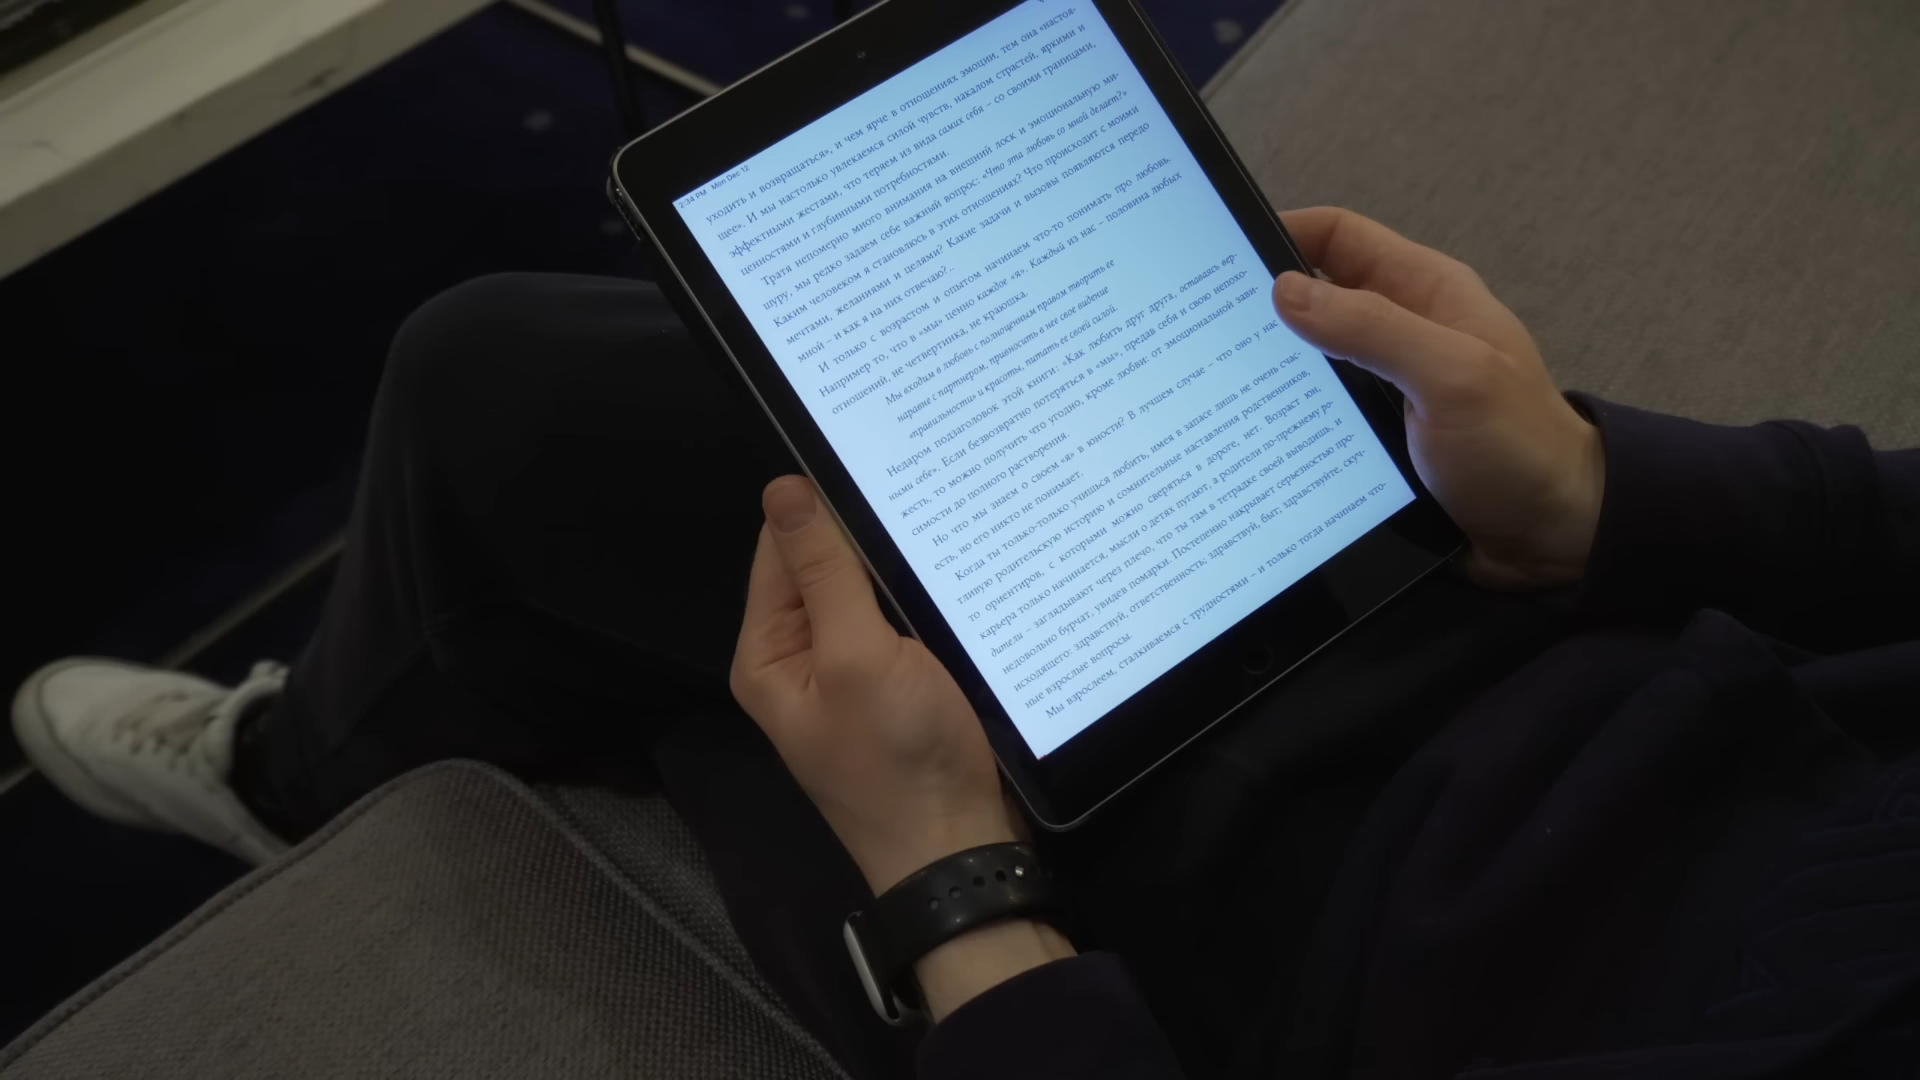 2:34 PM Mon Dec 12
уходить и возвращаться», и чем ярче в отношениях эмоции, тем она «настоя-
щее». И мы настолько увлекаемся силой чувств, накалом страстей, яркими и
эффектными жестами, что теряем из вида самих себя – со своими границами,
ценностями и глубинными потребностями.
Тратя непомерно много внимания на внешний лоск и эмоциональную ми-
шуру, мы редко задаем себе важный вопрос: «Что эта любовь со мной делает?»
Каким человеком я становлюсь в этих отношениях? Что происходит с моими
мечтами, желаниями и целями? Какие задачи и вызовы появляются передо
мной – и как я на них отвечаю?..
И только с возрастом и опытом начинаем что-то понимать про любовь.
Например то, что в «мы» ценно каждое «я». Каждый из нас – половина любых
отношений, не четвертинка, не краюшка.
Мы входим в любовь с полноценным правом творить ее
наравне с партнером, привносить в нее свое видение
«правильности» и красоты, питать ее своей силой.
Недаром подзаголовок этой книги: «Как любить друг друга, оставаясь вер-
ными себе». Если безвозвратно потеряться в «мы», предав себя и свою непохо-
жесть, то можно получить что угодно, кроме любви: от эмоциональной зави-
симости до полного растворения.
Но что мы знаем о своем «я» в юности? В лучшем случае – что оно у нас
есть, но его никто не понимает.
Когда ты только-только учишься любить, имея в запасе лишь не очень счас-
тливую родительскую историю и сомнительные наставления родственников,
то ориентиров, с которыми можно сверяться в дороге, нет. Возраст юн,
карьера только начинается, мысли о детях пугают, а родители по-прежнему ро-
дители – заглядывают через плечо, что ты там в тетрадке своей выводишь, и
недовольно бурчат, увидев помарки. Постепенно накрывает серьезностью про-
исходящего: здравствуй, ответственность; здравствуй, быт; здравствуйте, скуч-
ные взрослые вопросы.
Мы взрослеем, сталкиваемся с трудностями – и только тогда начинаем что-